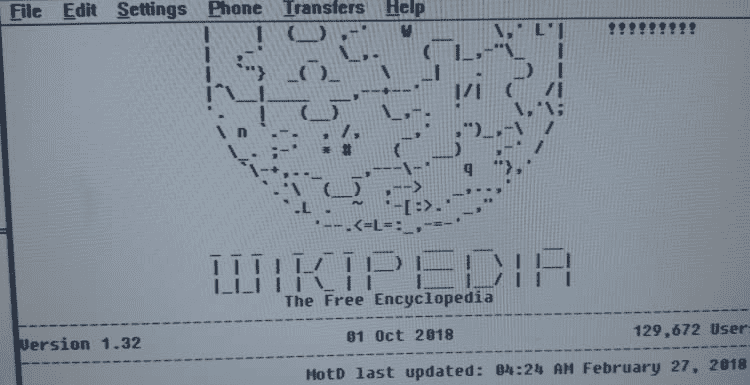 File Edit Settings Phone Transfers Help
!!!!!!!!!
WIKIPEDIA
The Free Encyclopedia
Version 1.32 01 Oct 2018 129,672 User
MotD last updated: 04:24 AM February 27, 2018